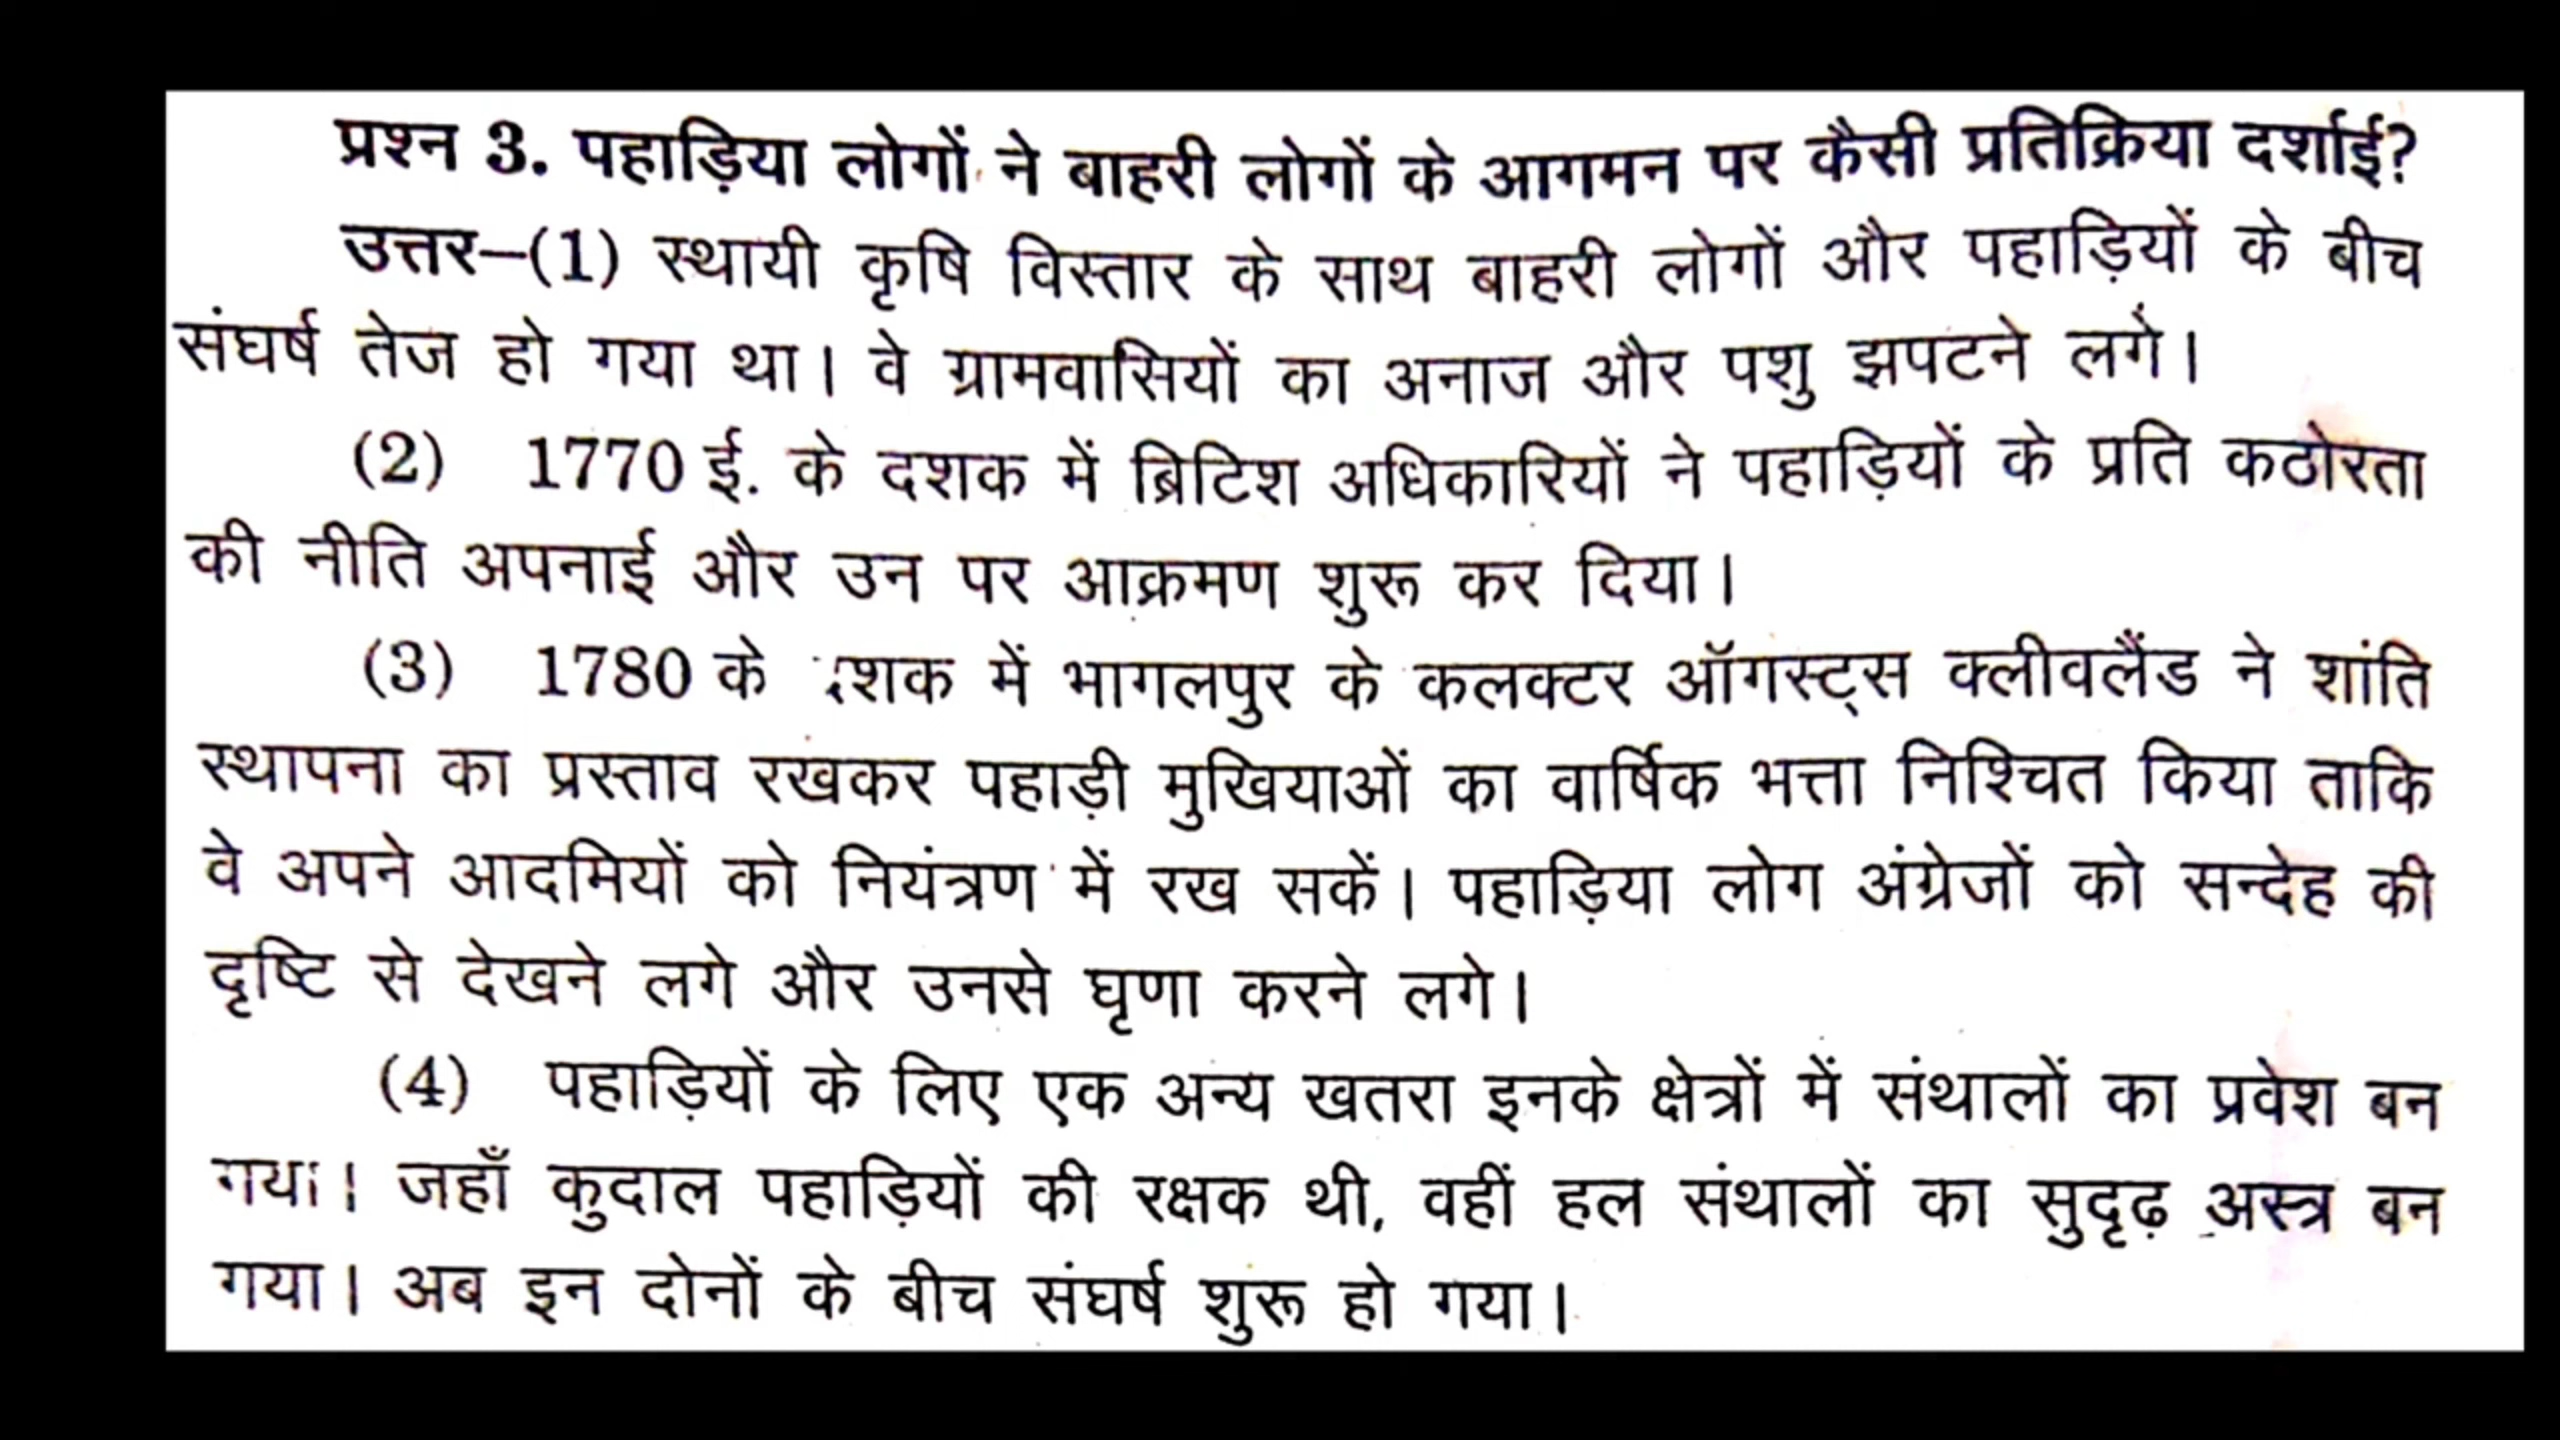 प्रश्न 3. पहाड़िया लोगों ने बाहरी लोगों के आगमन पर कैसी प्रतिक्रिया दर्शाई?
उत्तर–(1) स्थायी कृषि विस्तार के साथ बाहरी लोगों और पहाड़ियों के बीच
संघर्ष तेज हो गया था। वे ग्रामवासियों का अनाज और पशु झपटने लगे।
(2) 1770 ई. के दशक में ब्रिटिश अधिकारियों ने पहाड़ियों के प्रति कठोरता
की नीति अपनाई और उन पर आक्रमण शुरू कर दिया।
(3) 1780 के दशक में भागलपुर के कलक्टर ऑगस्ट्स क्लीवलैंड ने शांति
स्थापना का प्रस्ताव रखकर पहाड़ी मुखियाओं का वार्षिक भत्ता निश्चित किया ताकि
वे अपने आदमियों को नियंत्रण में रख सकें। पहाड़िया लोग अंग्रेजों को सन्देह की
दृष्टि से देखने लगे और उनसे घृणा करने लगे।
(4) पहाड़ियों के लिए एक अन्य खतरा इनके क्षेत्रों में संथालों का प्रवेश बन
गया। जहाँ कुदाल पहाड़ियों की रक्षक थी, वहीं हल संथालों का सुदृढ़ अस्त्र बन
गया। अब इन दोनों के बीच संघर्ष शुरू हो गया।